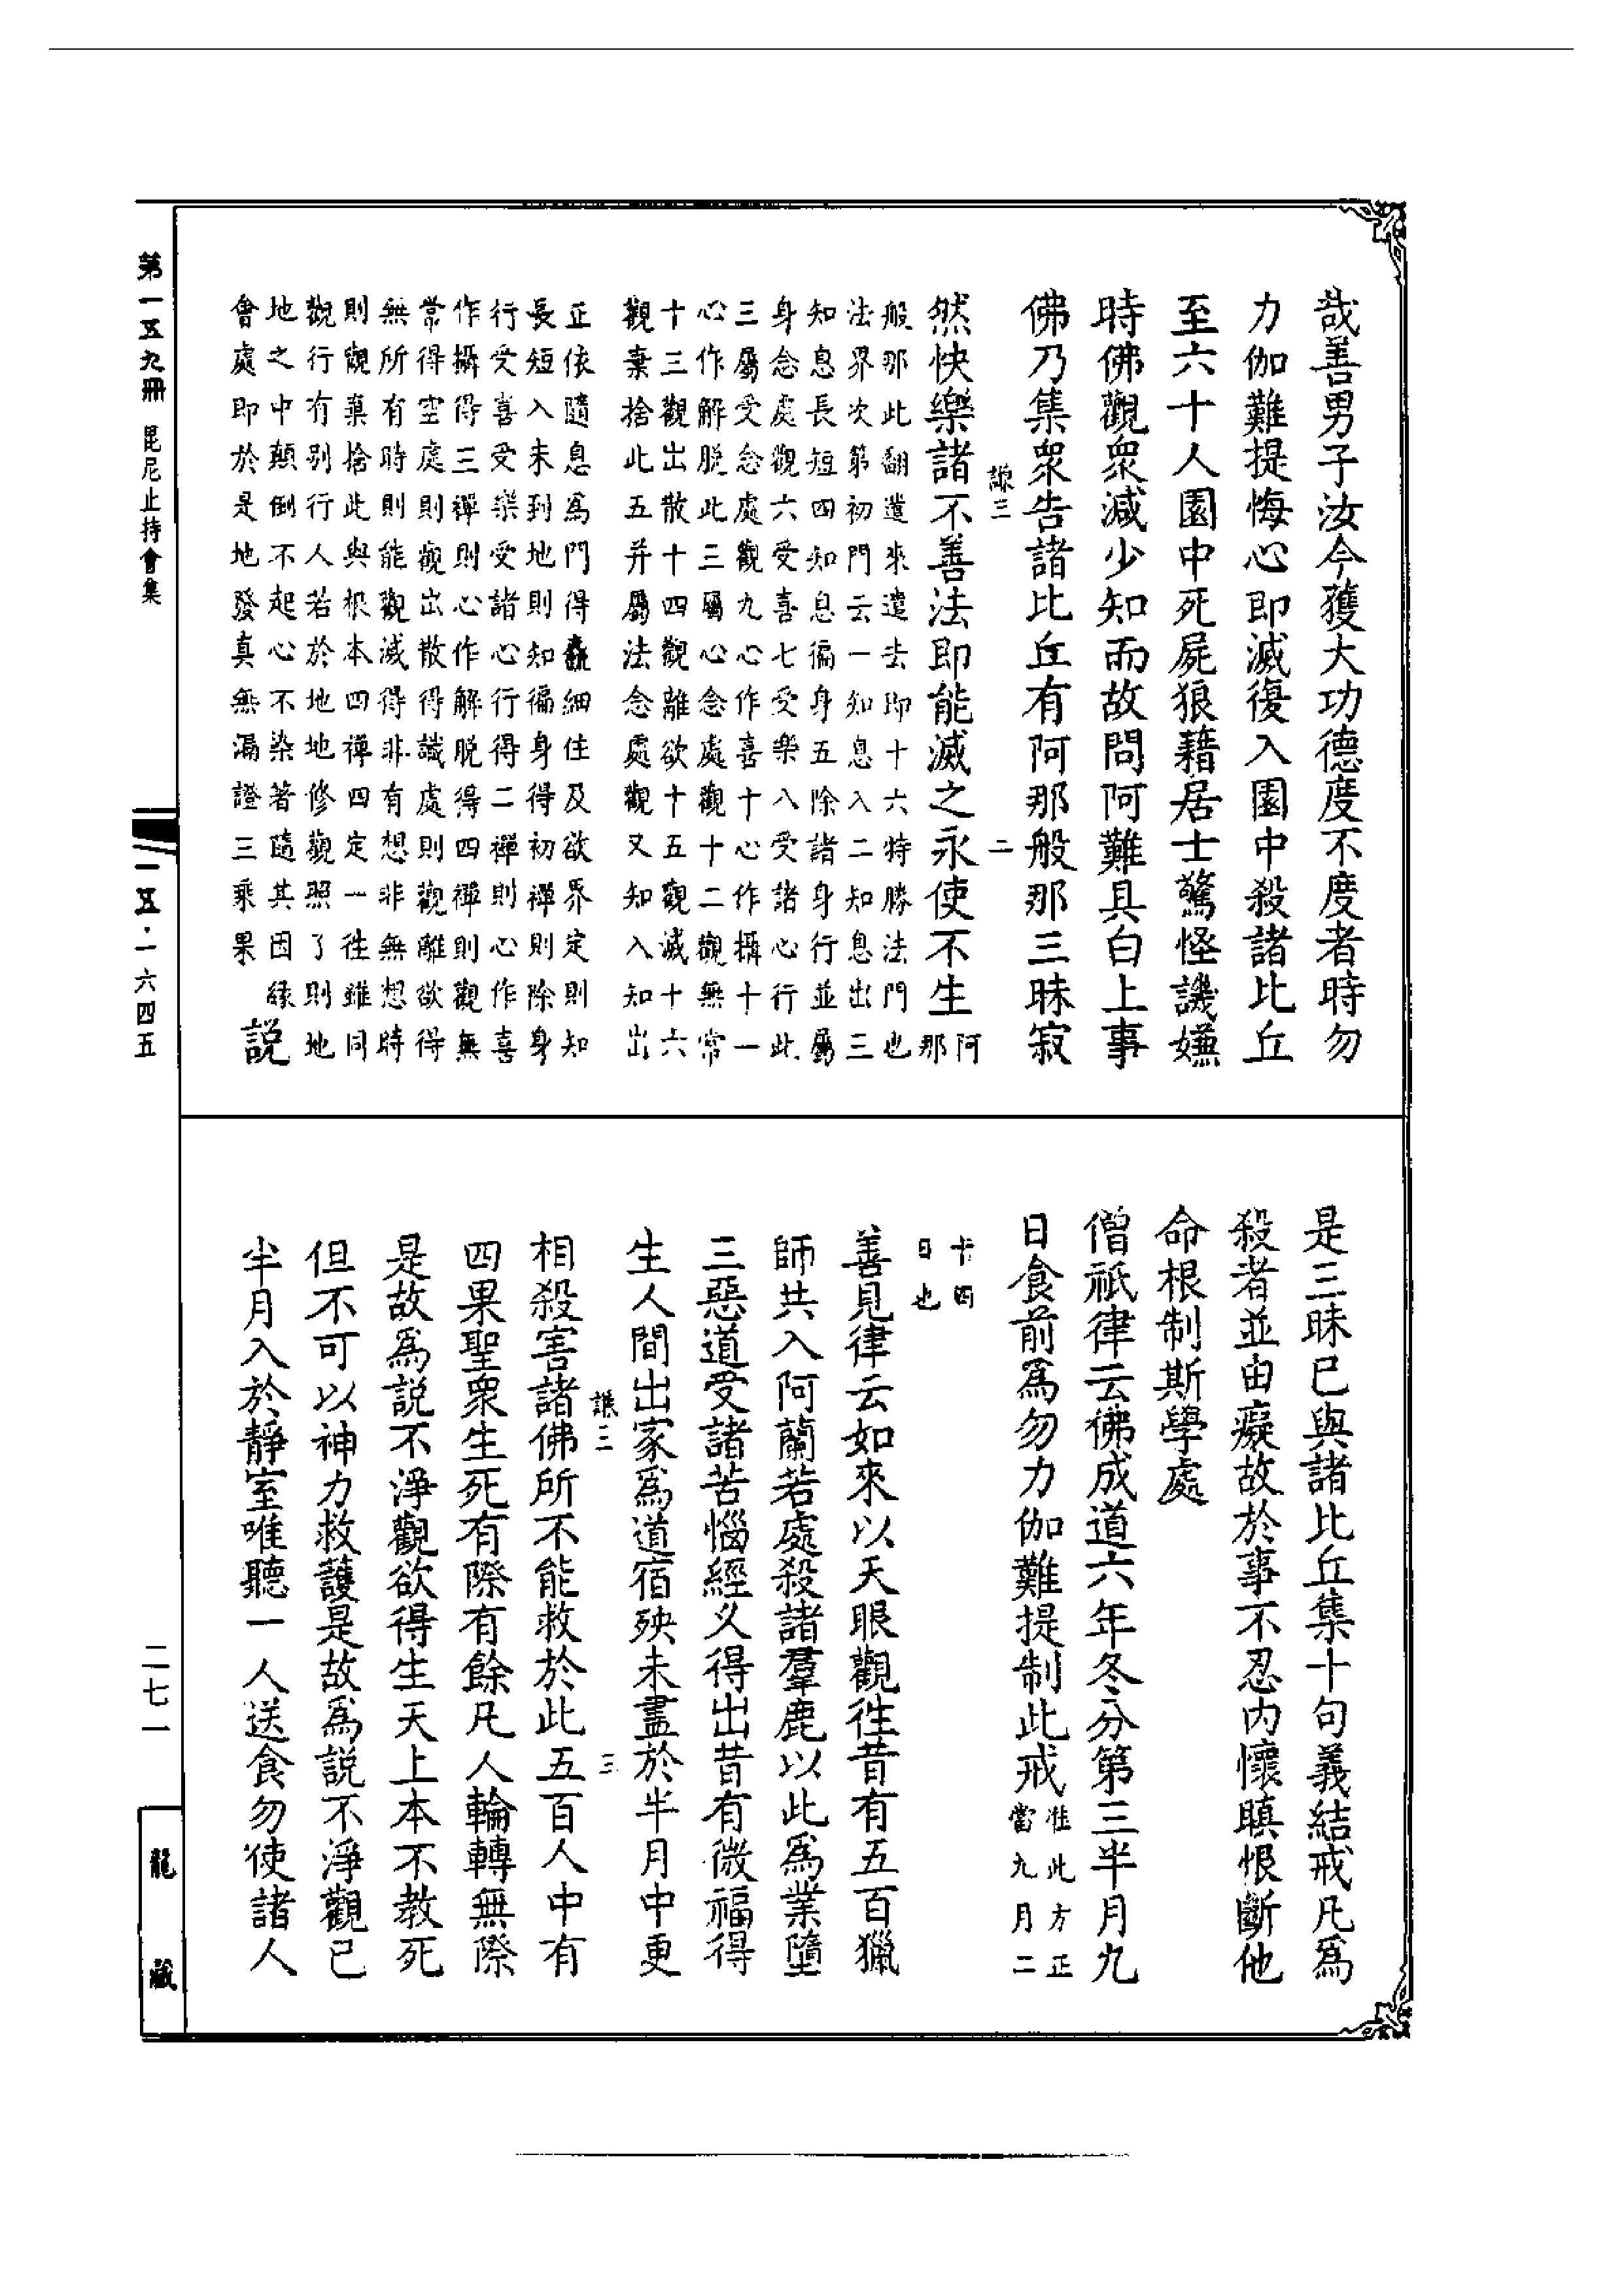 哉善男子汝今獲大功德度不度者時勿
力伽難提悔心即滅復入園中殺諸比丘
至六十人園中死屍狼藉居士驚怪譏嫌
時佛觀衆減少知而故問阿難具白上事
佛乃集衆告諸比丘有阿那般那三昧寂
謙三 二
然快樂諸不善法即能滅之永使不生阿那
般那此翻遣來遣去即十六特勝法門也
法界次第初門云一知息入二知息出三
知息長短四知息徧身五除諸身行並屬
身念處觀六受喜七受樂八受諸心行此
三屬受念處觀九心作喜十心作攝十一
心作解脫此三屬心念處觀十二觀無常
十三觀出散十四觀離欲十五觀滅十六
觀棄捨此五并屬法念處觀又知入知出
正依隨息為門得麤細住及欲界定則知
長短入未到地則知徧身得初禪則除身
行受喜受樂受諸心行得二禪則心作喜
作攝得三禪則心作解脫得四禪則觀無
常得空處則觀出散得識處則觀離欲得
無所有時則能觀滅得非有想非無想時
則觀棄捨此與根本四禪四定一徃雖同
觀行有別行人若於地地修觀照了則地
地之中顛倒不起心不染著隨其因緣
會處即於是地發真無漏證三乘果
說
是三昧已與諸比丘集十句義結戒凡爲
殺者並由癡故於事不忍內懷瞋恨斷他
命根制斯學處
僧祇律云佛成道六年冬分第三半月九
日食前爲勿力伽難提制此戒准此方正當九月二
十四日也
善見律云如來以天眼觀徃昔有五百獵
師共入阿蘭若處殺諸羣鹿以此爲業墮
三惡道受諸苦惱經乆得出昔有微福得
生人間出家爲道宿殃未盡於半月中更
謙三 三
相殺害諸佛所不能救於此五百人中有
四果聖衆生死有際有餘凡人輪轉無際
是故爲説不淨觀欲得生天上本不教死
但不可以神力救護是故爲説不淨觀已
半月入於靜室唯聽一人送食勿使諸人
第一五九冊 毘尼止持會集
一五·一六四五
二七一
龍藏